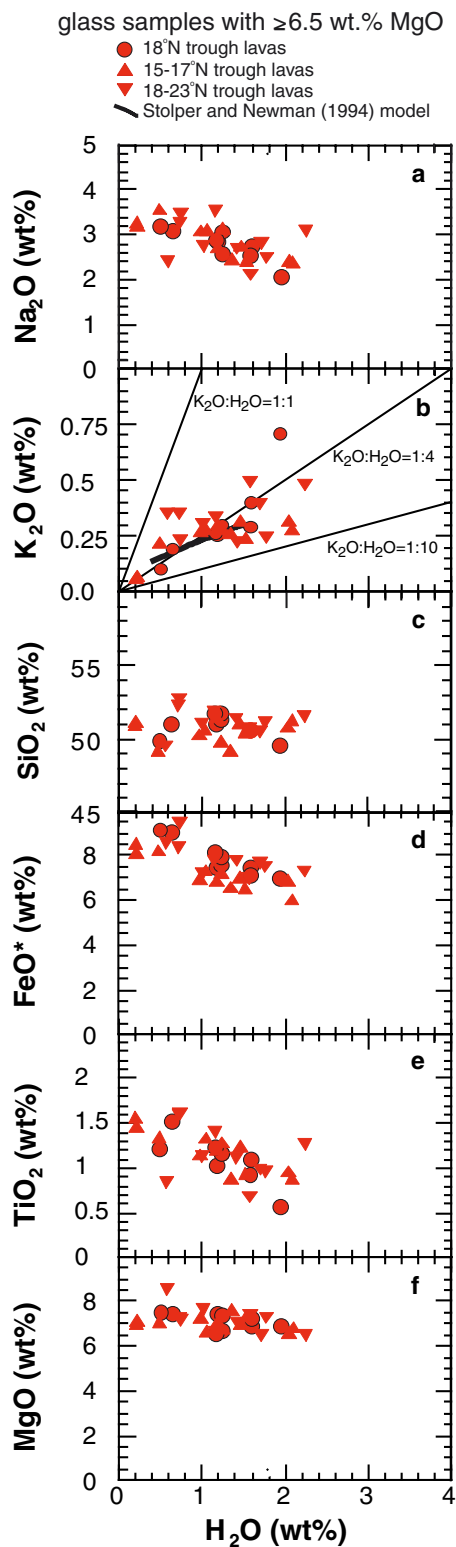 glass samples with ≥6.5 wt.% MgO
18°N trough lavas
15-17°N trough lavas
18-23°N trough lavas
Stolper and Newman (1994) model
a
5
4
3
2
1
0
Na₂O (wt%)
b
K₂O:H₂O=1:1
K₂O:H₂O=1:4
K₂O:H₂O=1:10
0.75
0.50
0.25
0.0
K₂O (wt%)
c
55
50
45
SiO₂ (wt%)
d
8
6
4
2
0
FeO* (wt%)
e
2
1.5
1
0.5
0
TiO₂ (wt%)
f
8
6
4
2
0
MgO (wt%)
0 1 2 3 4
H₂O (wt%)